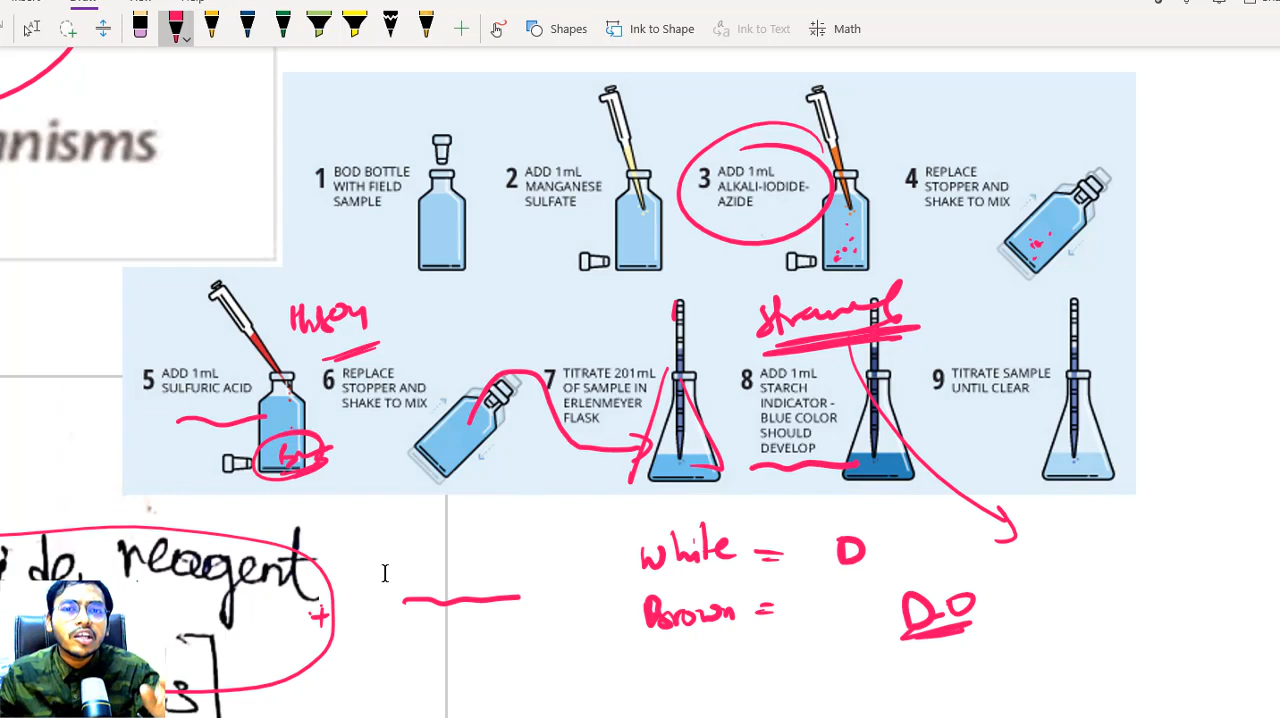 Draw
Shapes
Ink to Shape
Ink to Text
Math
anisms
1 BOD BOTTLE
WITH FIELD
SAMPLE
2 ADD 1mL
MANGANESE
SULFATE
3 ADD 1mL
ALKALI-IODIDE-
AZIDE
4 REPLACE
STOPPER AND
SHAKE TO MIX
5 ADD 1mL
SULFURIC ACID
6 REPLACE
STOPPER AND
SHAKE TO MIX
7 TITRATE 201mL
OF SAMPLE IN
ERLENMEYER
FLASK
8 ADD 1mL
STARCH
INDICATOR -
BLUE COLOR
SHOULD
DEVELOP
9 TITRATE SAMPLE
UNTIL CLEAR
white = D
Brown =
D.O
reagent
+